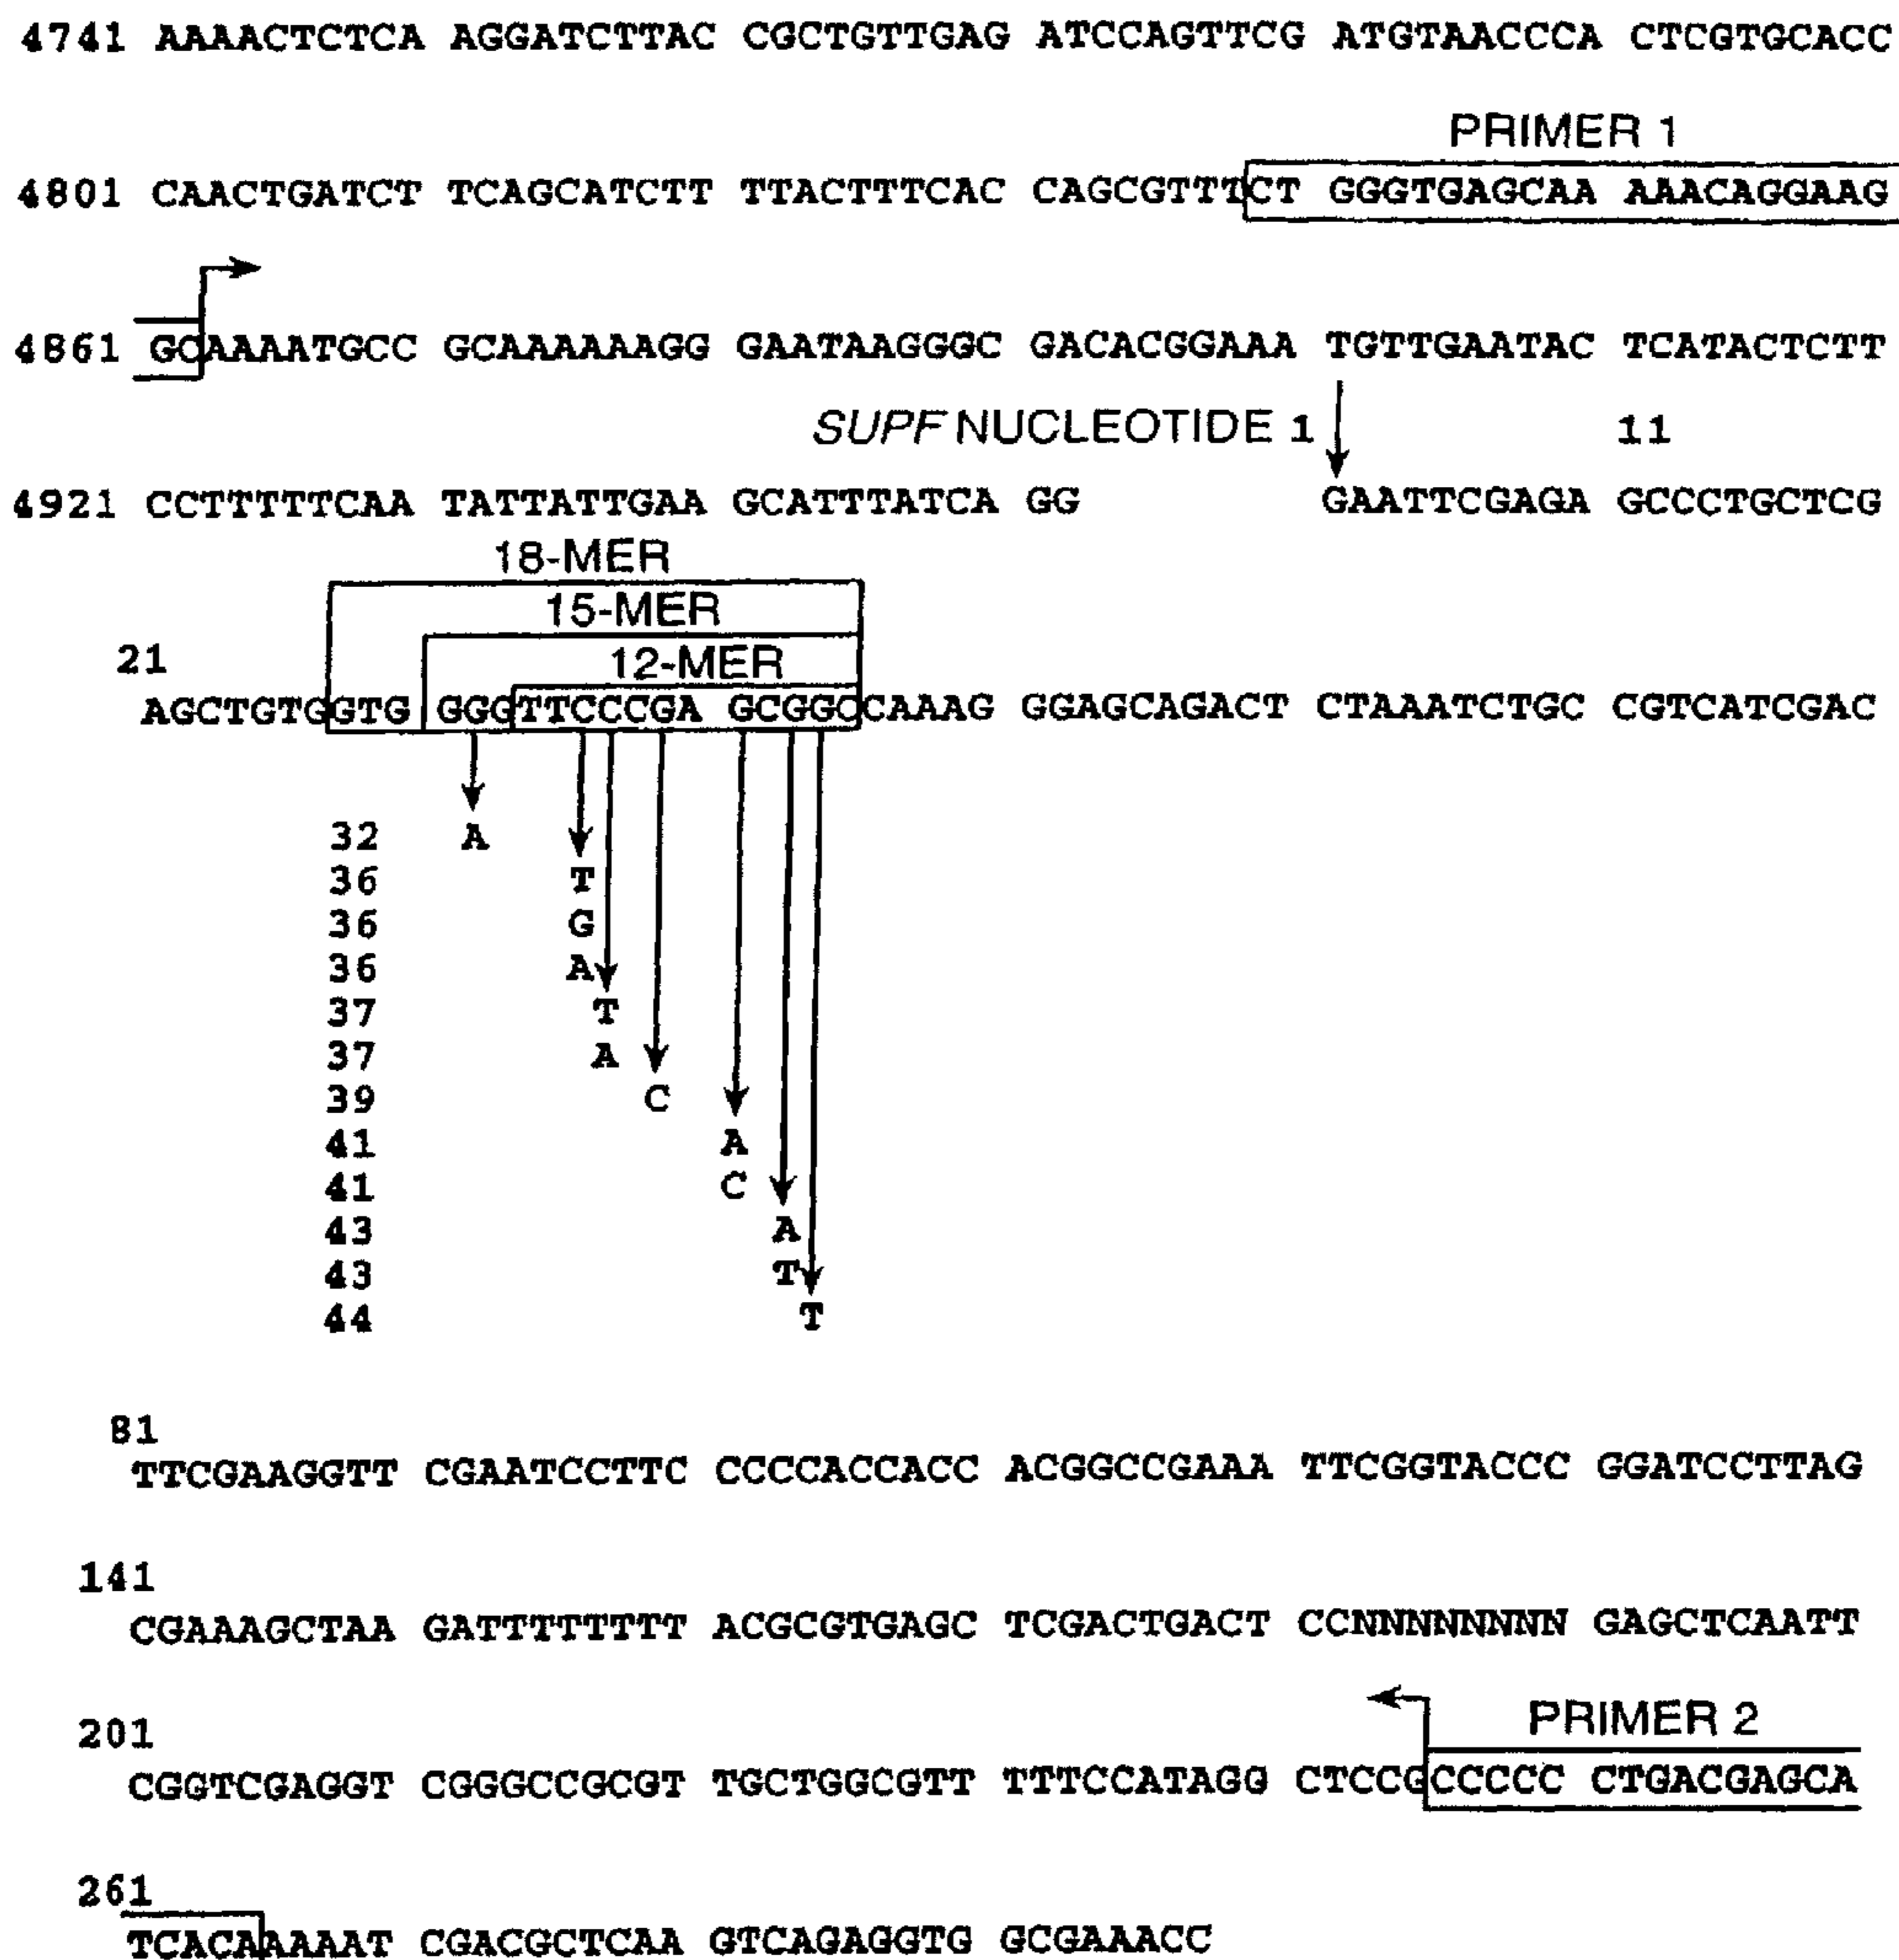 4741 AAAACTCTCA AGGATCTTAC CGCTGTTGAG ATCCAGTTCG ATGTAACCCA CTCGTGCACC
PRIMER 1
4801 CAACTGATCT TCAGCATCTT TTACTTTCAC CAGCGTTTCT GGGTGAGCAA AAACAGGAAG
4861 GCAAAATGCC GCAAAAAAGG GAATAAGGGC GACACGGAAA TGTTGAATAC TCATACTCTT
SUPF NUCLEOTIDE 1 11
4921 CCTTTTTCAA TATTATTGAA GCATTTATCA GG GAATTCGAGA GCCCTGCTCG
18-MER
15-MER
12-MER
21
AGCTGTGGTG GGGTTCCCGA GCGGCCAAAG GGAGCAGACT CTAAATCTGC CGTCATCGAC
32 A
36 T
36 G
36 A
37 T
37 A
39 C
41 A
41 C
43 A
43 T
44 T
81
TTCGAAGGTT CGAATCCTTC CCCCACCACC ACGGCCGAAA TTCGGTACCC GGATCCTTAG
141
CGAAAGCTAA GATTTTTTTT ACGCGTGAGC TCGACTGACT CCNNNNNNNN GAGCTCAATT
201
PRIMER 2
CGGTCGAGGT CGGGCCGCGT TGCTGGCGTT TTTCCATAGG CTCCGCCCCC CTGACGAGCA
261
TCACAAAAAT CGACGCTCAA GTCAGAGGTG GCGAAACC